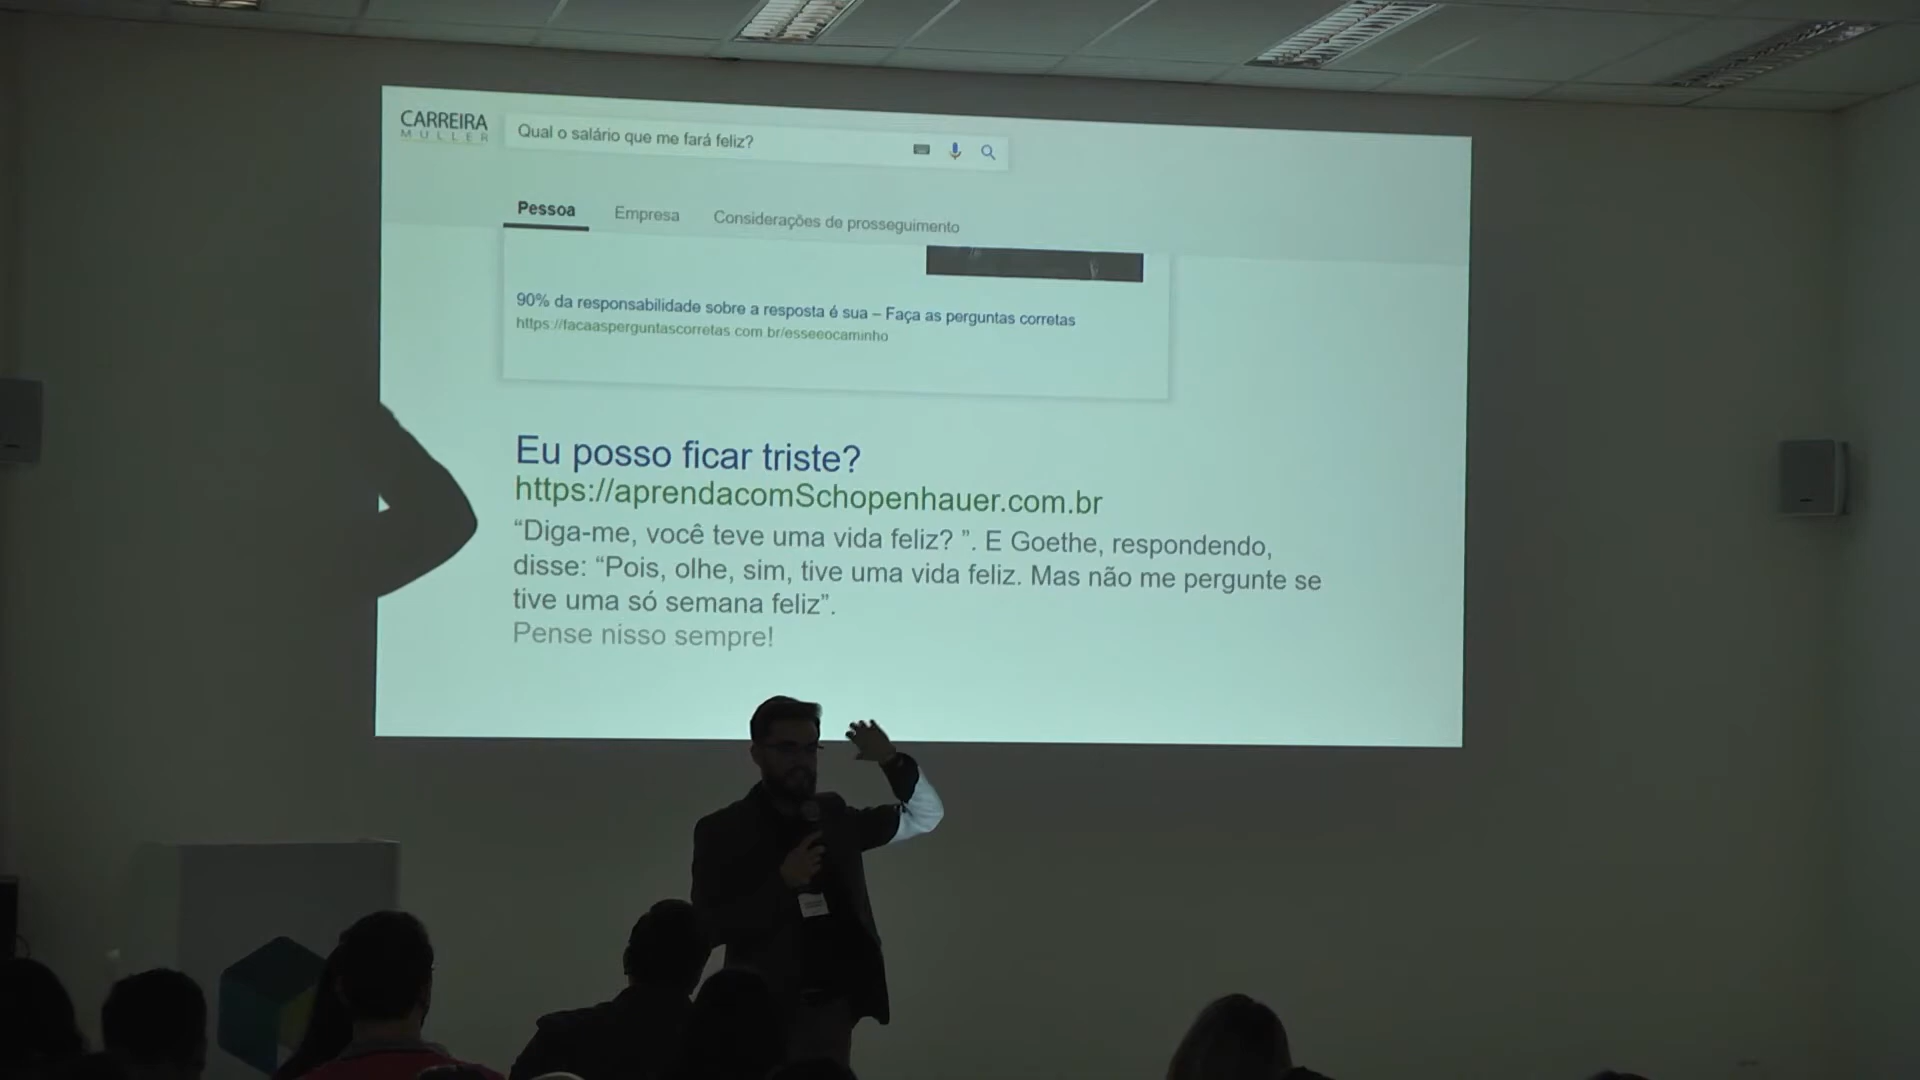 CARREIRA
MULLER
Qual o salário que me fará feliz?
Pessoa Empresa Considerações de prosseguimento
90% da responsabilidade sobre a resposta é sua – Faça as perguntas corretas
https://facaasperguntascorretas.com.br/esseeocaminho
Eu posso ficar triste?
https://aprendacomSchopenhauer.com.br
“Diga-me, você teve uma vida feliz? ”. E Goethe, respondendo,
disse: “Pois, olhe, sim, tive uma vida feliz. Mas não me pergunte se
tive uma só semana feliz”.
Pense nisso sempre!